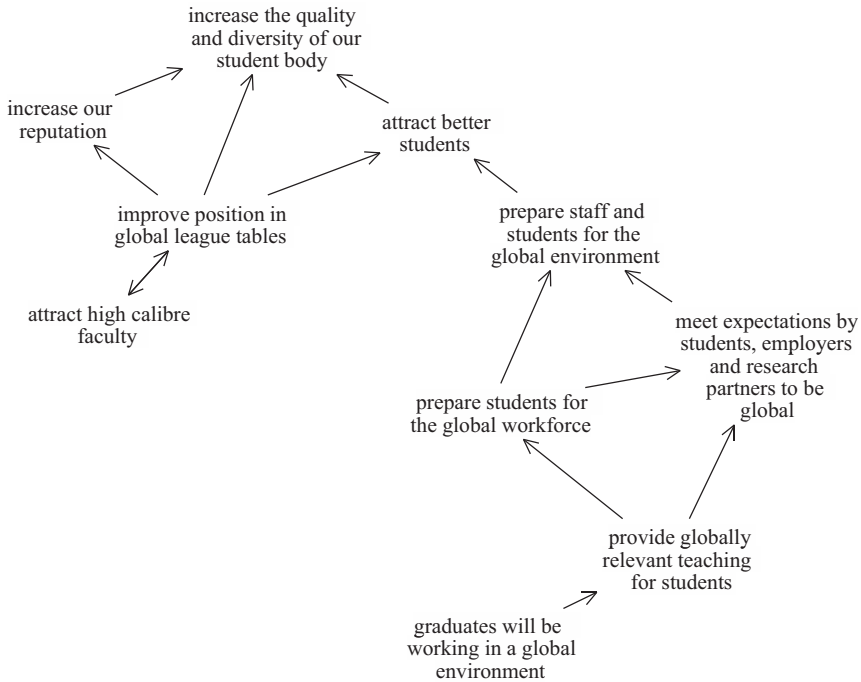 increase the quality
and diversity of our
student body
increase our
reputation
attract better
students
improve position in
global league tables
prepare staff and
students for the
global environment
attract high calibre
faculty
meet expectations by
students, employers
and research
partners to be
global
prepare students for
the global workforce
provide globally
relevant teaching
for students
graduates will be
working in a global
environment